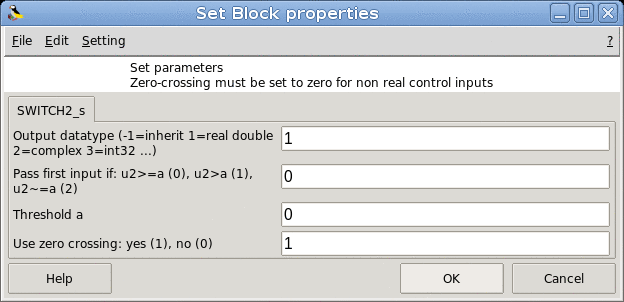 Set Block properties
File Edit Setting ?
Set parameters
Zero-crossing must be set to zero for non real control inputs
SWITCH2_s
Output datatype (-1=inherit 1=real double
2=complex 3=int32 ...)
1
Pass first input if: u2>=a (0), u2>a (1),
u2~=a (2)
0
Threshold a
0
Use zero crossing: yes (1), no (0)
1
Help OK Cancel